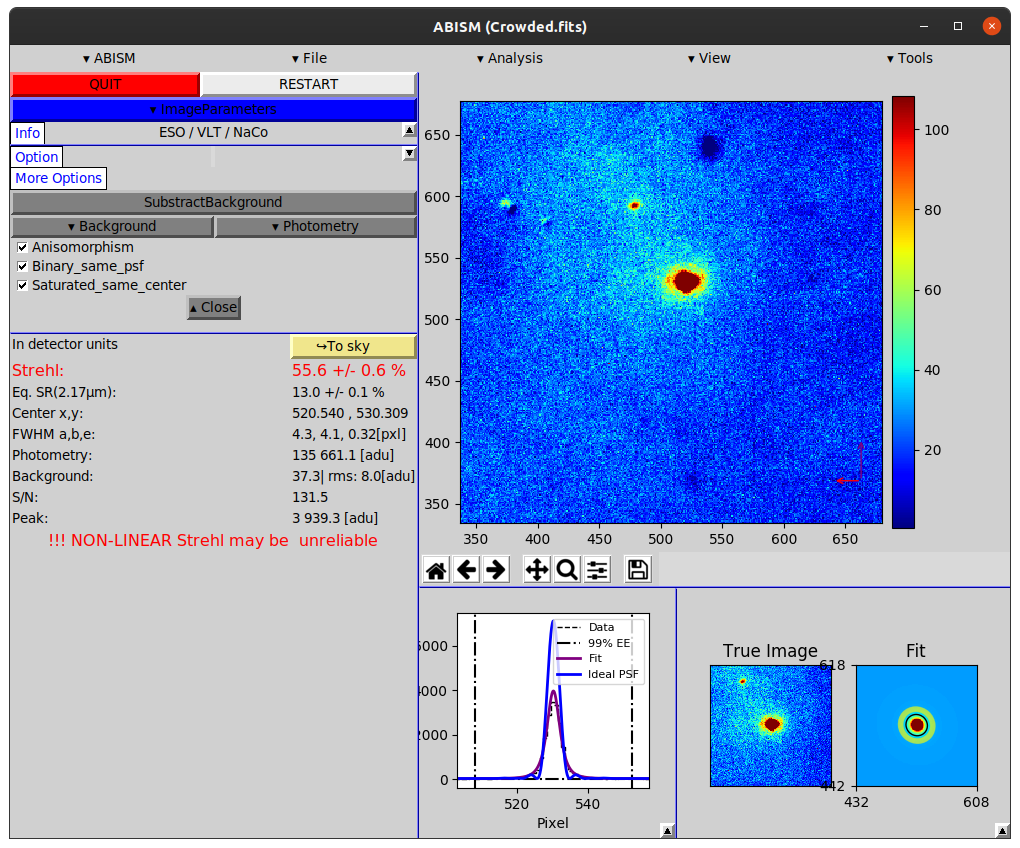 ABISM (Crowded.fits)
▾ ABISM ▾ File ▾ Analysis ▾ View ▾ Tools
QUIT RESTART
▾ ImageParameters
Info ESO / VLT / NaCo
Option
More Options
SubstractBackground
▾ Background ▾ Photometry
Anisomorphism
Binary_same_psf
Saturated_same_center
▴ Close
In detector units ↪To sky
Strehl: 55.6 +/- 0.6 %
Eq. SR(2.17µm): 13.0 +/- 0.1 %
Center x,y: 520.540 , 530.309
FWHM a,b,e: 4.3, 4.1, 0.32[pxl]
Photometry: 135 661.1 [adu]
Background: 37.3| rms: 8.0[adu]
S/N: 131.5
Peak: 3 939.3 [adu]
!!! NON-LINEAR Strehl may be  unreliable
650
600
550
500
450
400
350
350 400 450 500 550 600 650
100
80
60
40
20
Data
99% EE
Fit
Ideal PSF
6000
4000
2000
0
520 540
Pixel
True Image
Fit
618
442
432 608